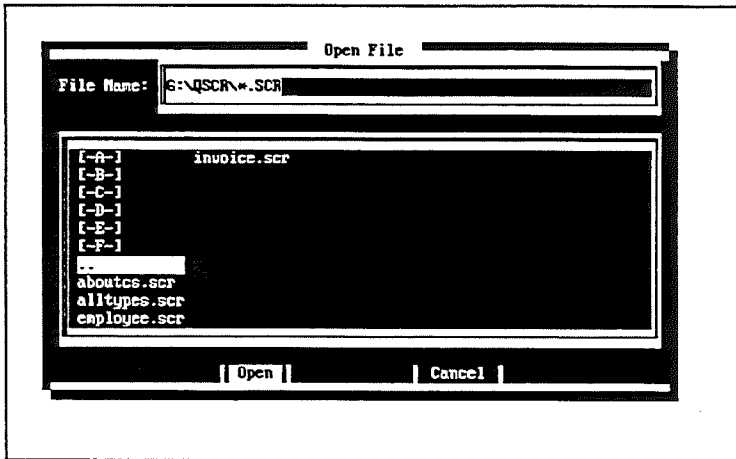 Open File
File Name: G:\QSCR\*.SCR
[-A-] invoice.scr
[-B-]
[-C-]
[-D-]
[-E-]
[-F-]
..
aboutcs.scr
alltypes.scr
employee.scr
Open Cancel